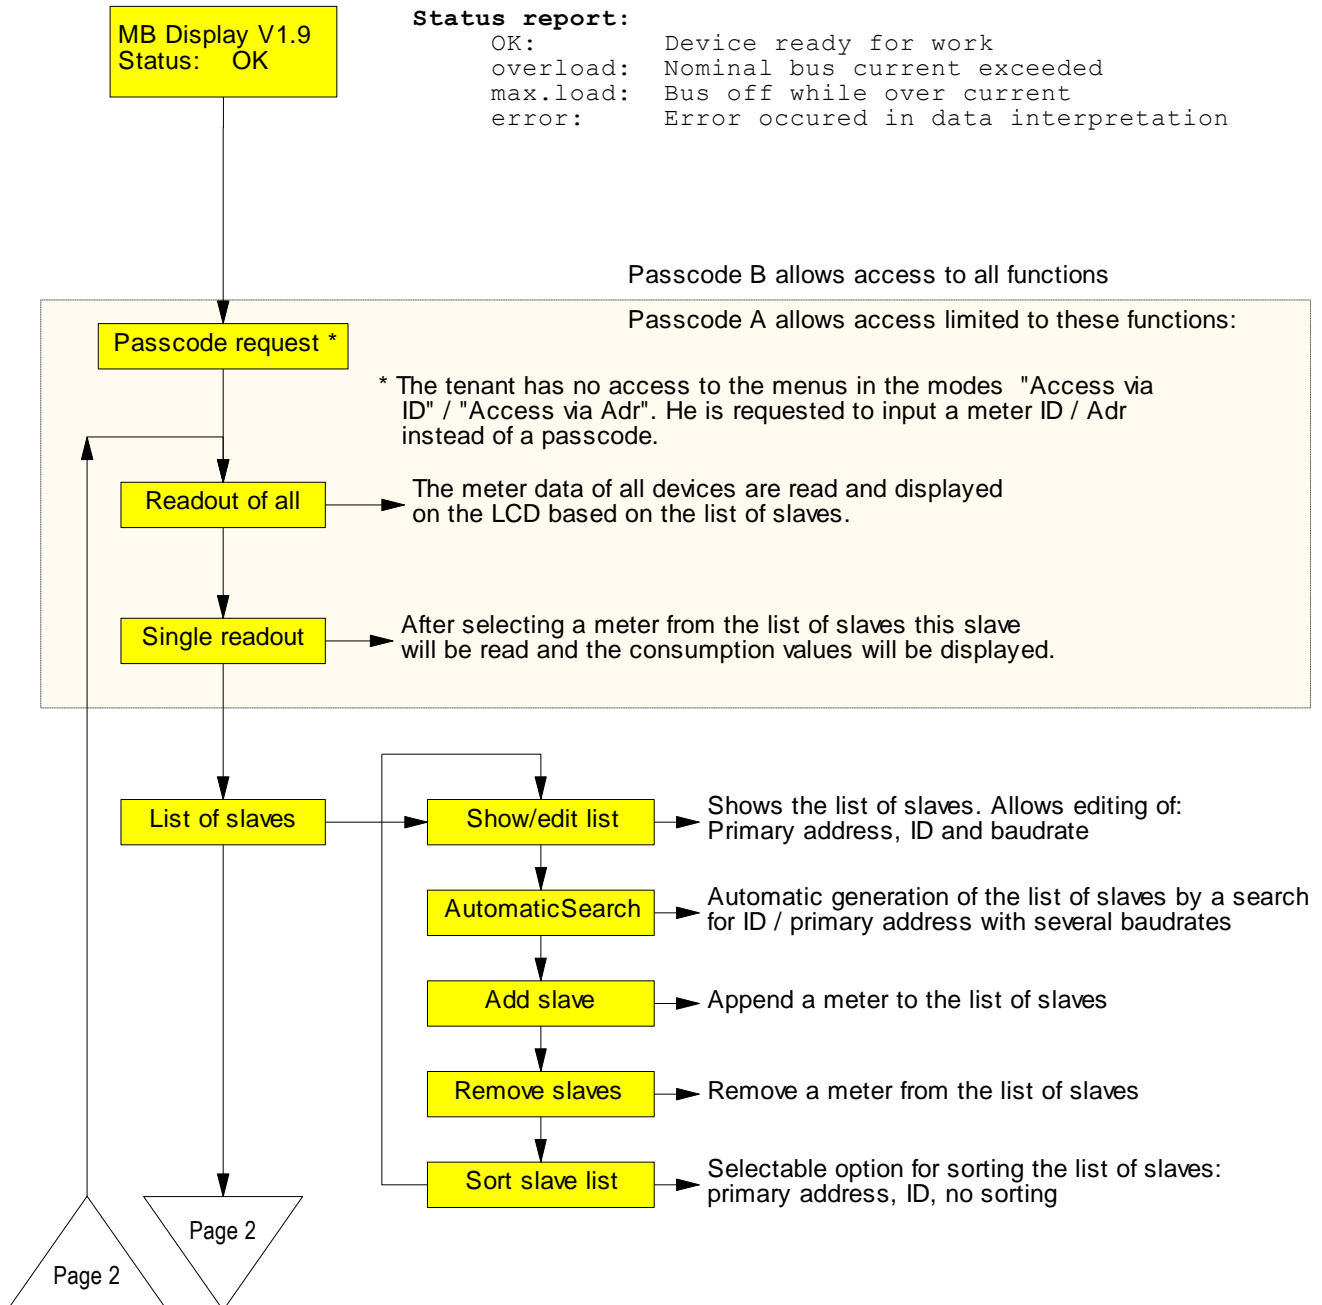 MB Display V1.9
Status: OK
Status report:
OK: Device ready for work
overload: Nominal bus current exceeded
max.load: Bus off while over current
error: Error occured in data interpretation
Passcode B allows access to all functions
Passcode A allows access limited to these functions:
Passcode request *
* The tenant has no access to the menus in the modes "Access via
ID" / "Access via Adr". He is requested to input a meter ID / Adr
instead of a passcode.
Readout of all
The meter data of all devices are read and displayed
on the LCD based on the list of slaves.
Single readout
After selecting a meter from the list of slaves this slave
will be read and the consumption values will be displayed.
List of slaves
Show/edit list
Shows the list of slaves. Allows editing of:
Primary address, ID and baudrate
AutomaticSearch
Automatic generation of the list of slaves by a search
for ID / primary address with several baudrates
Add slave
Append a meter to the list of slaves
Remove slaves
Remove a meter from the list of slaves
Sort slave list
Selectable option for sorting the list of slaves:
primary address, ID, no sorting
Page 2
Page 2